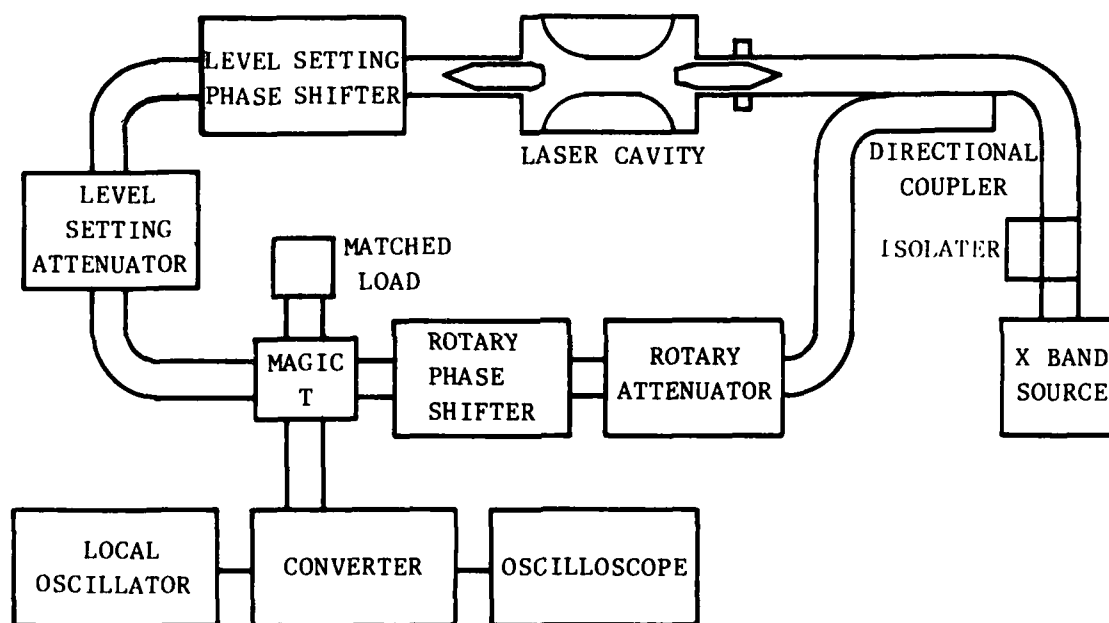 LEVEL SETTING
PHASE SHIFTER
LASER CAVITY
DIRECTIONAL
COUPLER
LEVEL
SETTING
ATTENUATOR
MATCHED
LOAD
ISOLATER
MAGIC
T
ROTARY
PHASE
SHIFTER
ROTARY
ATTENUATOR
X BAND
SOURCE
LOCAL
OSCILLATOR
CONVERTER
OSCILLOSCOPE